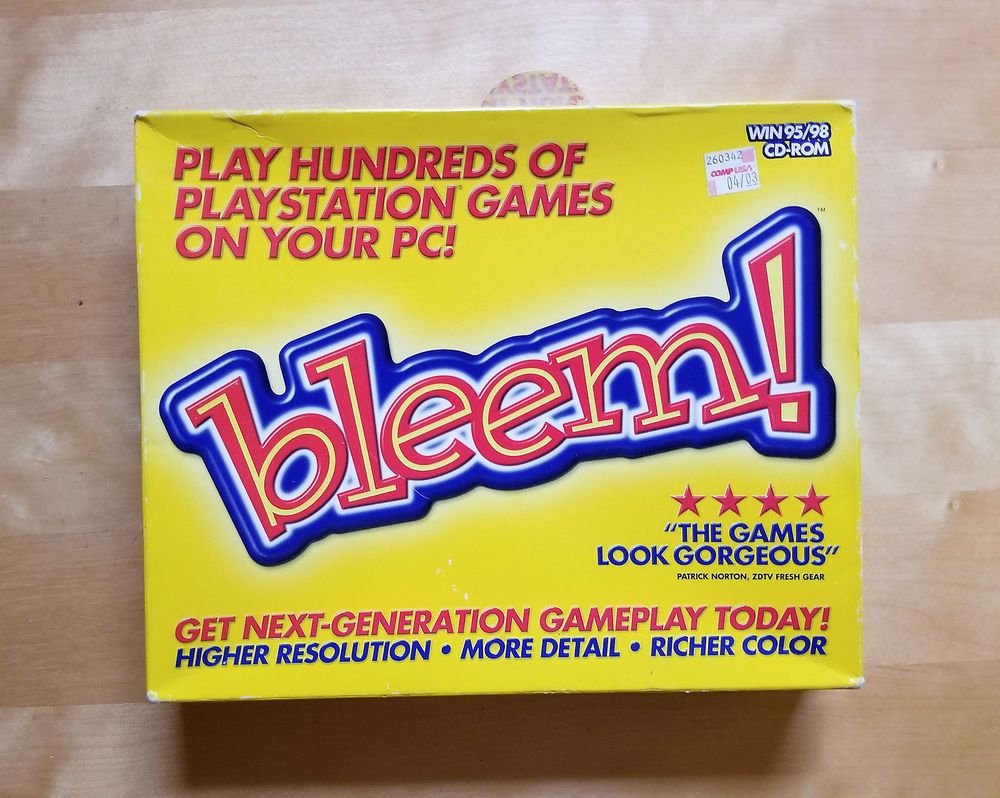 PLAY HUNDREDS OF
PLAYSTATION® GAMES
ON YOUR PC!
WIN 95/98
CD-ROM
260342
COMP USA
04/03
bleem!™
"THE GAMES
LOOK GORGEOUS"
PATRICK NORTON, ZDTV FRESH GEAR
GET NEXT-GENERATION GAMEPLAY TODAY!
HIGHER RESOLUTION • MORE DETAIL • RICHER COLOR